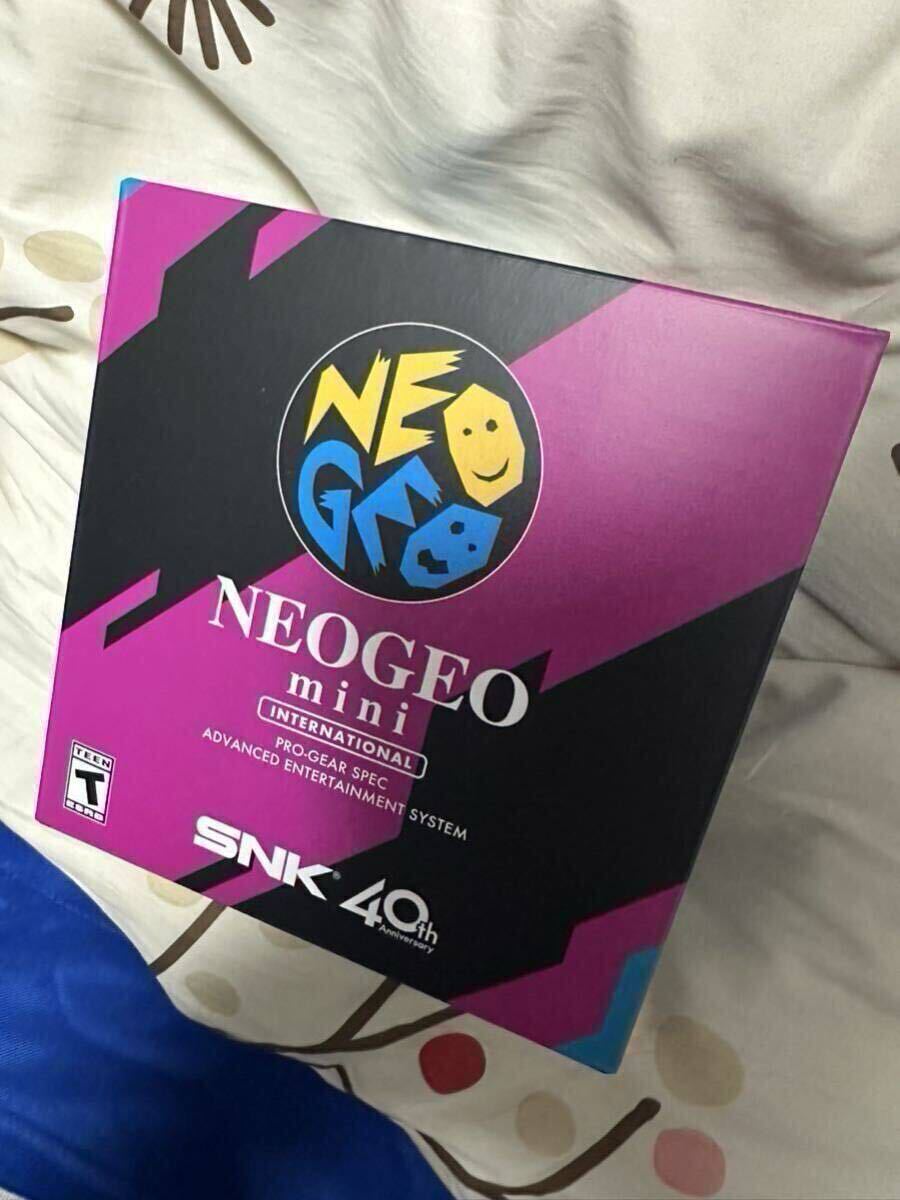 NEO
GEO
NEOGEO
mini
INTERNATIONAL
PRO-GEAR SPEC
ADVANCED ENTERTAINMENT SYSTEM
TEEN
T
ESRB
SNK®
40th
Anniversary